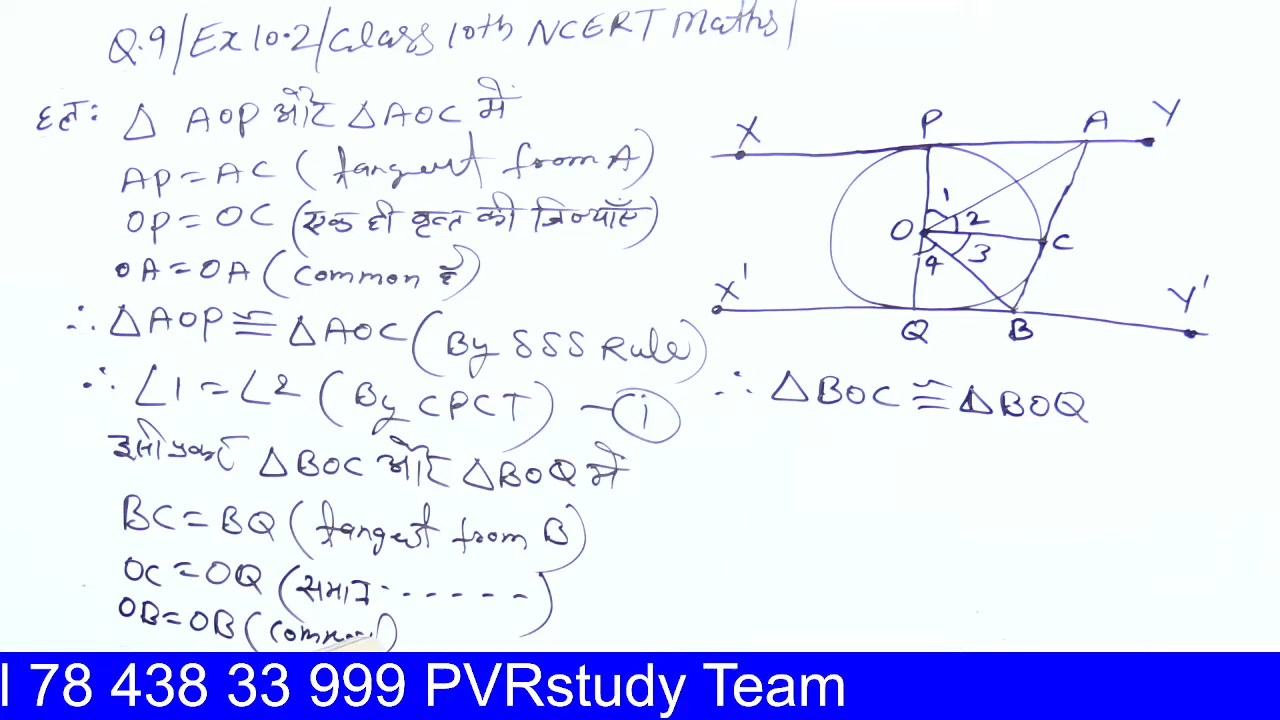 Q.9/Ex 10.2/Class 10th NCERT Maths/
हल: △ AOP और △AOC में
AP = AC (tangent from A)
OP = OC (एक ही वृत्त की त्रिज्याएँ)
OA = OA (Common है)
∴ △AOP ≅ △AOC (By SSS Rule)
∴ ∠1 = ∠2 (By CPCT) — (i)
इसी प्रकार △BOC और △BOQ में
BC = BQ (tangent from B)
OC = OQ (समान ------)
OB = OB (Common)
X P A Y
1
O 2 C
3
4
X' Y'
Q B
∴ △BOC ≅ △BOQ
l 78 438 33 999 PVRstudy Team